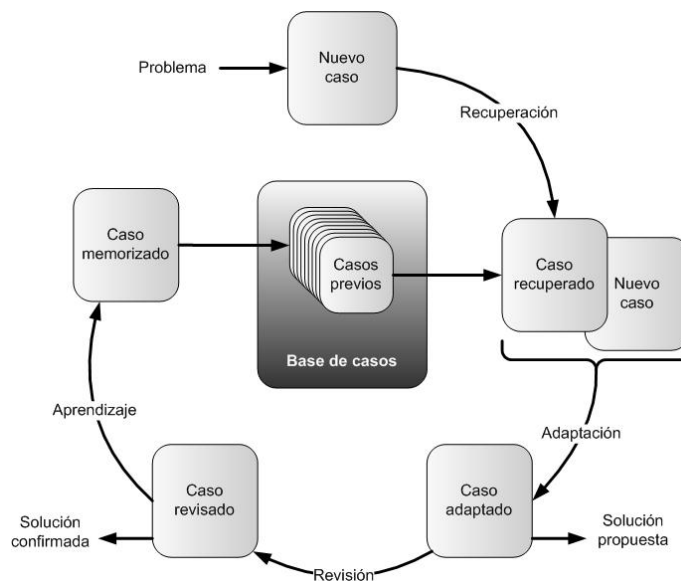 Problema
Nuevo
caso
Recuperación
Caso
memorizado
Casos
previos
Base de casos
Caso
recuperado
Nuevo
caso
Aprendizaje
Adaptación
Caso
revisado
Caso
adaptado
Solución
confirmada
Solución
propuesta
Revisión